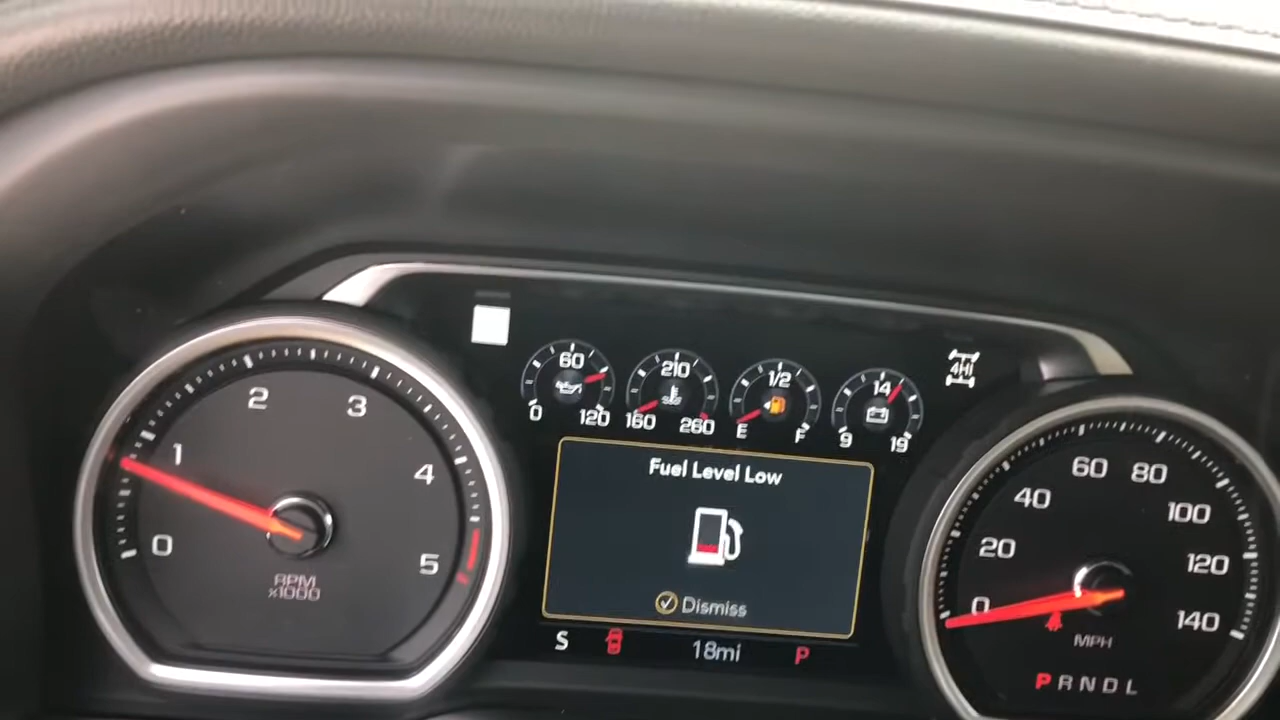 60
0 120
210
160 260
1/2
E F
14
9 19
4HI
0 1 2 3 4 5
RPM
x1000
Fuel Level Low
Dismiss
S 18mi P
0 20 40 60 80 100 120 140
MPH
P R N D L